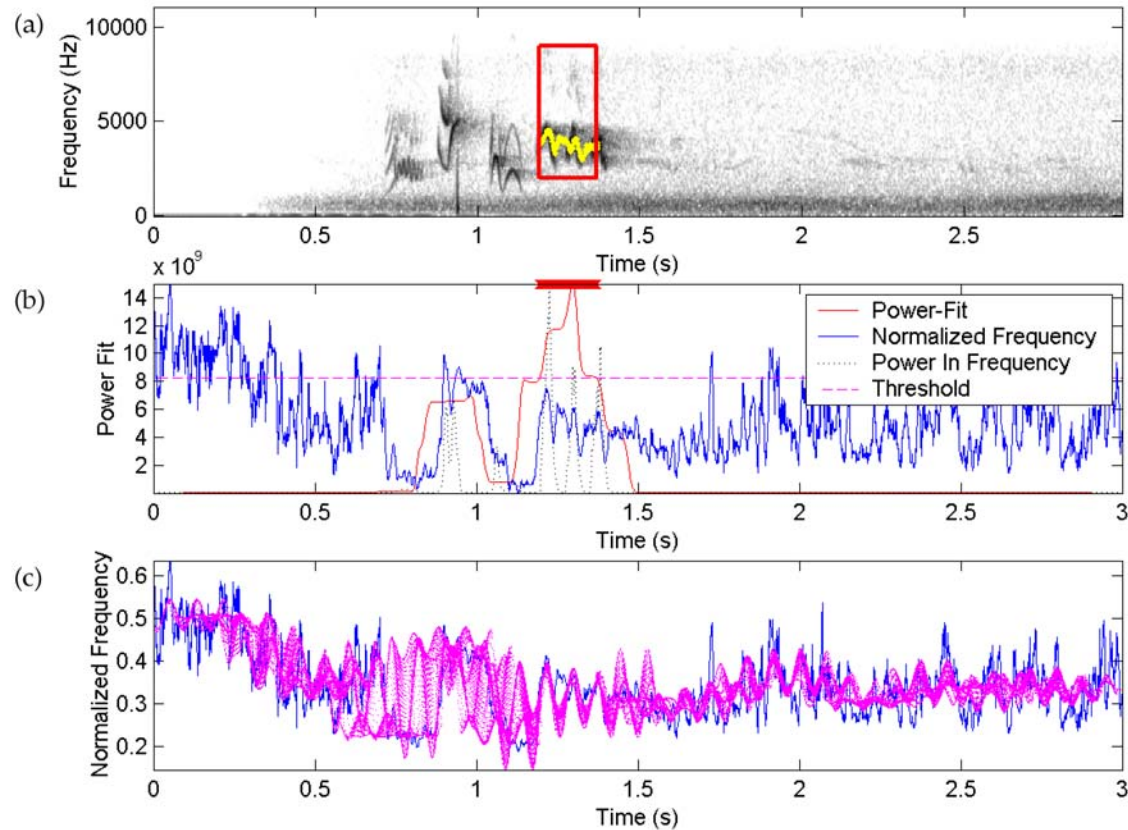 (a)
Frequency (Hz)
10000
5000
0
0 0.5 1 1.5 2 2.5
Time (s)
x 10^9
(b)
Power Fit
14
12
10
8
6
4
2
Power-Fit
Normalized Frequency
Power In Frequency
Threshold
0 0.5 1 1.5 2 2.5 3
Time (s)
(c)
Normalized Frequency
0.6
0.5
0.4
0.3
0.2
0 0.5 1 1.5 2 2.5 3
Time (s)